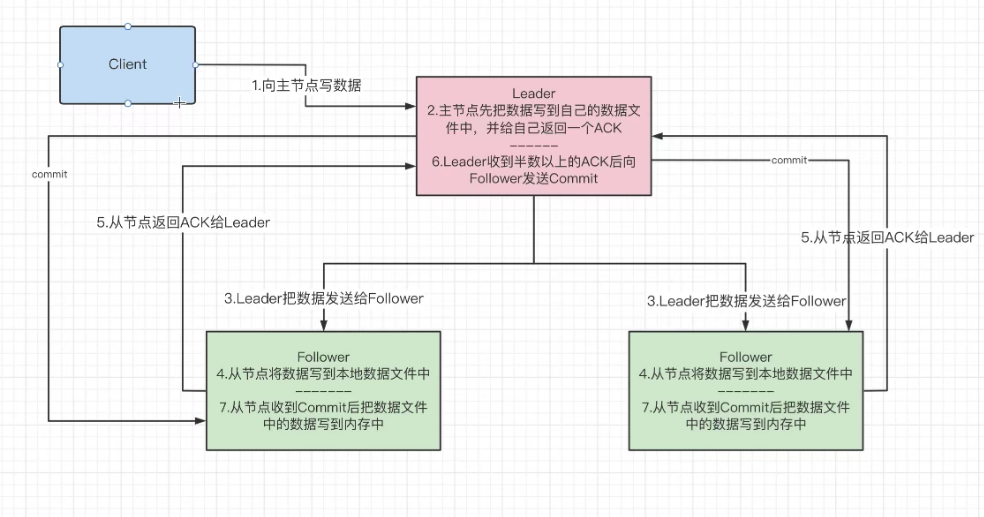 Client
1.向主节点写数据
Leader
2.主节点先把数据写到自己的数据文
件中，并给自己返回一个ACK
------
6.Leader收到半数以上的ACK后向
Follower发送Commit
commit
commit
5.从节点返回ACK给Leader
5.从节点返回ACK给Leader
3.Leader把数据发送给Follower
3.Leader把数据发送给Follower
Follower
4.从节点将数据写到本地数据文件中
-------
7.从节点收到Commit后把数据文件
中的数据写到内存中
Follower
4.从节点将数据写到本地数据文件中
-------
7.从节点收到Commit后把数据文件
中的数据写到内存中